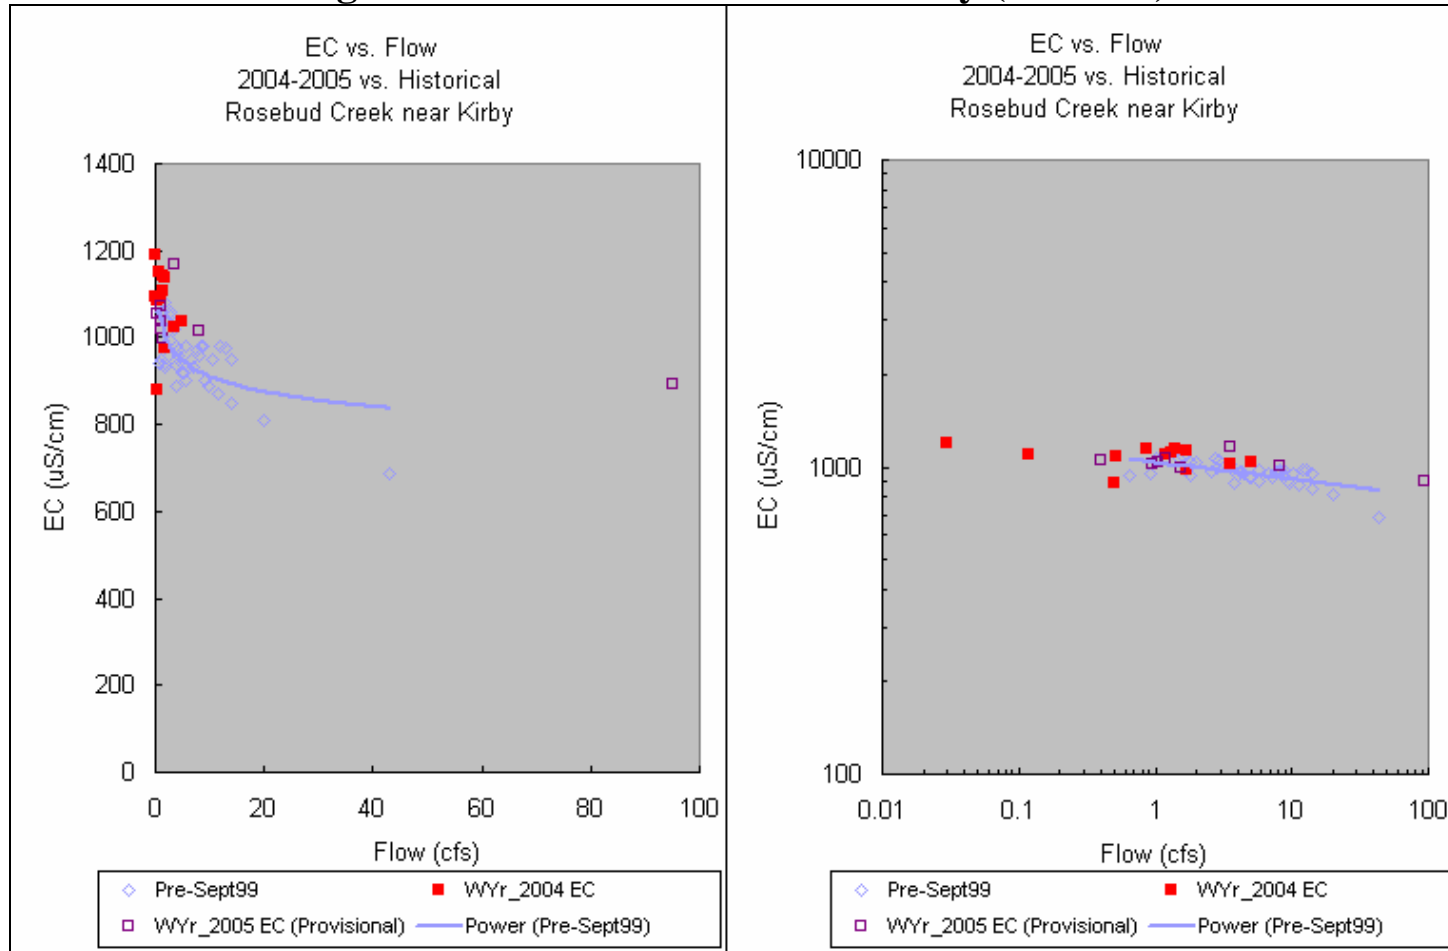 EC vs. Flow
2004-2005 vs. Historical
Rosebud Creek near Kirby
1400
1200
1000
800
600
400
200
0
EC (uS/cm)
0 20 40 60 80 100
Flow (cfs)
Pre-Sept99 WYr_2004 EC
WYr_2005 EC (Provisional) Power (Pre-Sept99)
EC vs. Flow
2004-2005 vs. Historical
Rosebud Creek near Kirby
10000
1000
100
EC (uS/cm)
0.01 0.1 1 10 100
Flow (cfs)
Pre-Sept99 WYr_2004 EC
WYr_2005 EC (Provisional) Power (Pre-Sept99)